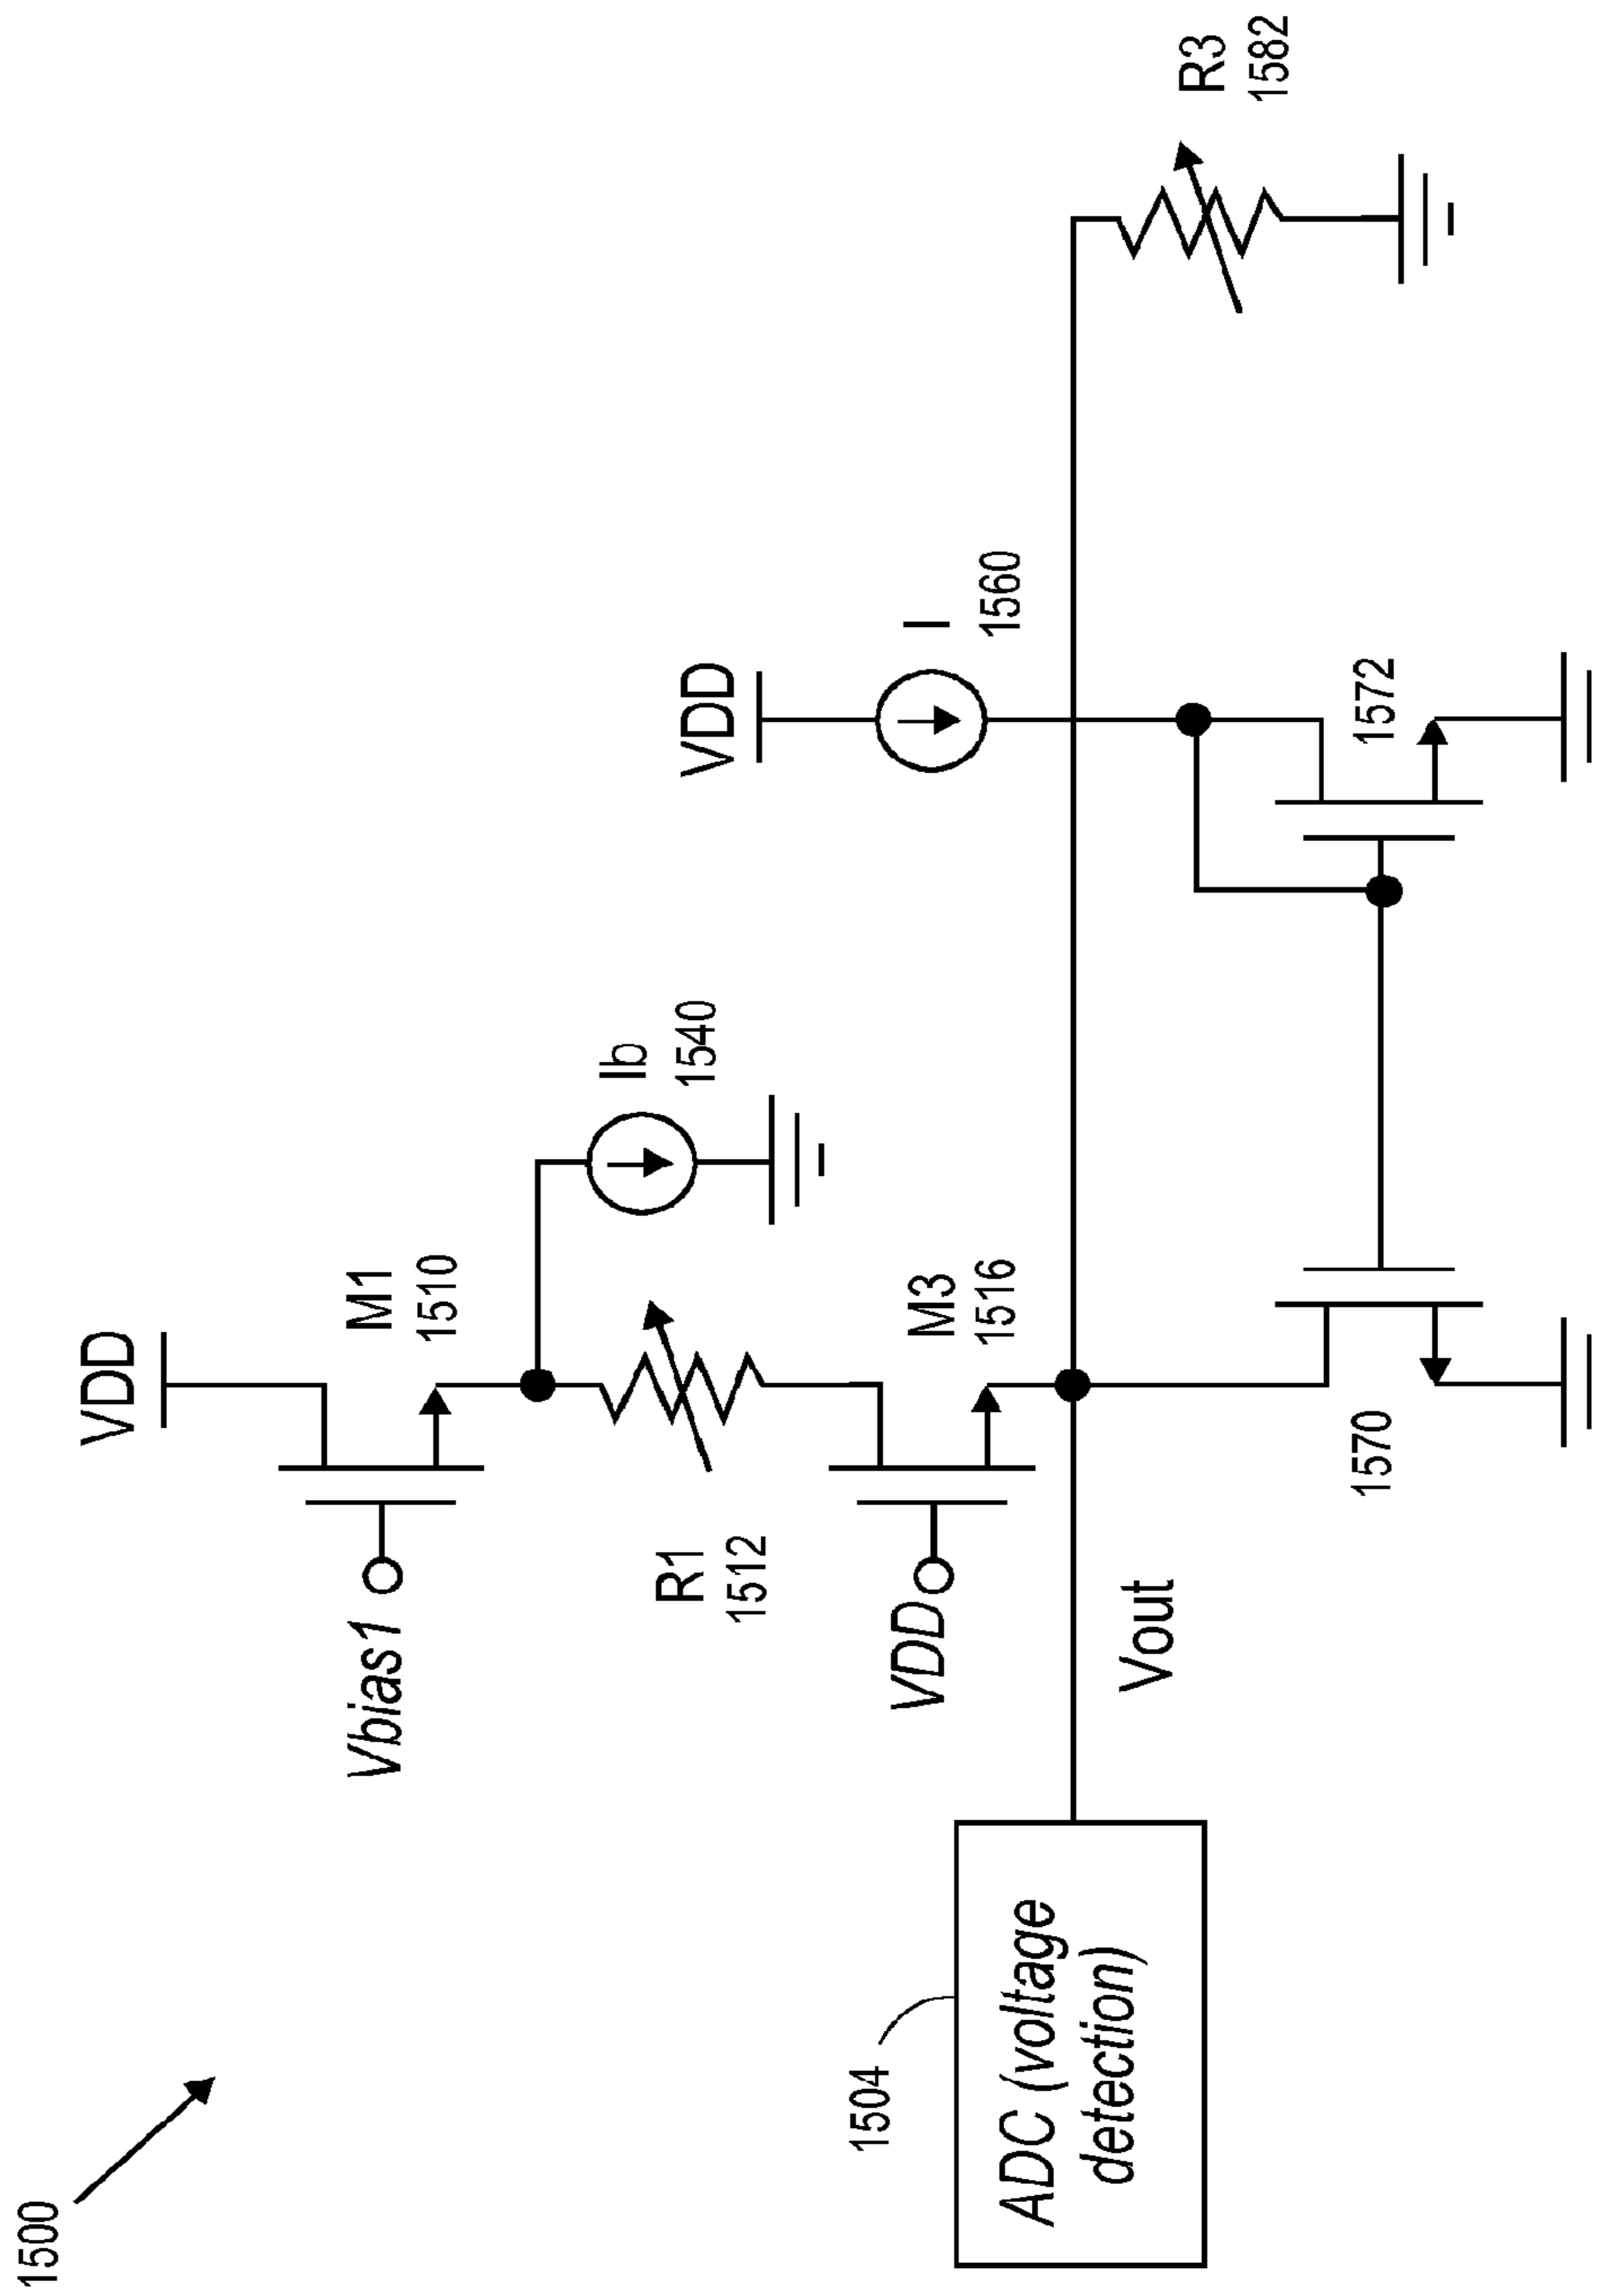 1500
VDD
M1
1510
Vbias1
Ib
1540
R1
1512
VDD
I
1560
VDD
M3
1516
R3
1582
1504
ADC (voltage
detection)
Vout
1570
1572